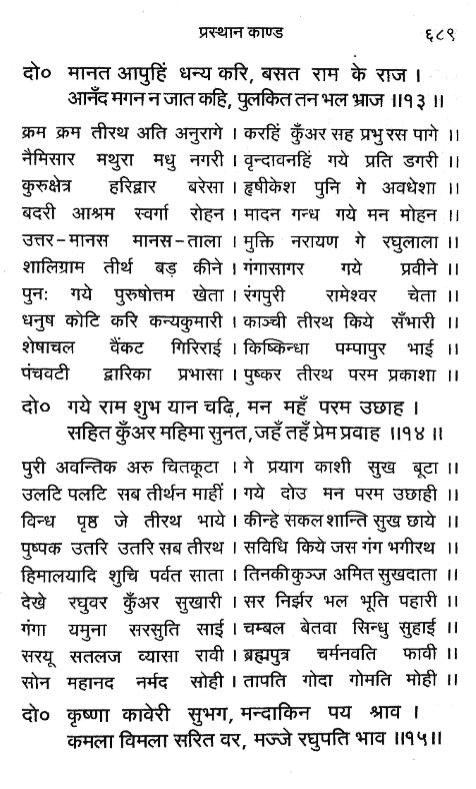 प्रस्थान काण्ड ६८९
दो० मानत आपुहिं धन्य करि, बसत राम के राज ।
आनँद मगन न जात कहि, पुलकित तन भल भ्राज ॥१३॥
क्रम क्रम तीरथ अति अनुरागे । करहिं कुँअर सह प्रभु रस पागे ॥
नैमिसार मथुरा मधु नगरी । वृन्दावनहिं गये प्रति डगरी ॥
कुरुक्षेत्र हरिद्वार बरेसा । हृषीकेश पुनि गे अवधेशा ॥
बदरी आश्रम स्वर्गा रोहन । मादन गन्ध गये मन मोहन ॥
उत्तर-मानस मानस-ताला । मुक्ति नरायण गे रघुलाला ॥
शालिग्राम तीर्थ बड़ कीने । गंगासागर गये प्रवीने ॥
पुनः गये पुरुषोत्तम खेता । रंगपुरी रामेश्वर चेता ॥
धनुष कोटि करि कन्यकुमारी । काञ्ची तीरथ किये सँभारी ॥
शेषाचल वैंकट गिरिराई । किष्किन्धा पम्पापुर भाई ॥
पंचवटी द्वारिका प्रभासा । पुष्कर तीरथ परम प्रकाशा ॥
दो० गये राम शुभ यान चढ़ि, मन महँ परम उछाह ।
सहित कुँअर महिमा सुनत, जहँ तहँ प्रेम प्रवाह ॥१४॥
पुरी अवन्तिक अरु चितकूटा । गे प्रयाग काशी सुख बूटा ॥
उलटि पलटि सब तीर्थन माहीं । गये दोउ मन परम उछाही ॥
विन्ध पृष्ठ जे तीरथ भाये । कीन्हे सकल शान्ति सुख छाये ॥
पुष्पक उतरि उतरि सब तीरथ । सविधि किये जस गंग भगीरथ ॥
हिमालयादि शुचि पर्वत साता । तिनकी कुञ्ज अमित सुखदाता ॥
देखे रघुवर कुँअर सुखारी । सर निर्झर भल भूति पहारी ॥
गंगा यमुना सरसुति साई । चम्बल बेतवा सिन्धु सुहाई ॥
सरयू सतलज व्यासा रावी । ब्रह्मपुत्र चर्मनवति फावी ॥
सोन महानद नर्मद सोही । तापति गोदा गोमति मोही ॥
दो० कृष्णा कावेरी सुभग, मन्दाकिन पय श्राव ।
कमला विमला सरित वर, मज्जे रघुपति भाव ॥१५॥